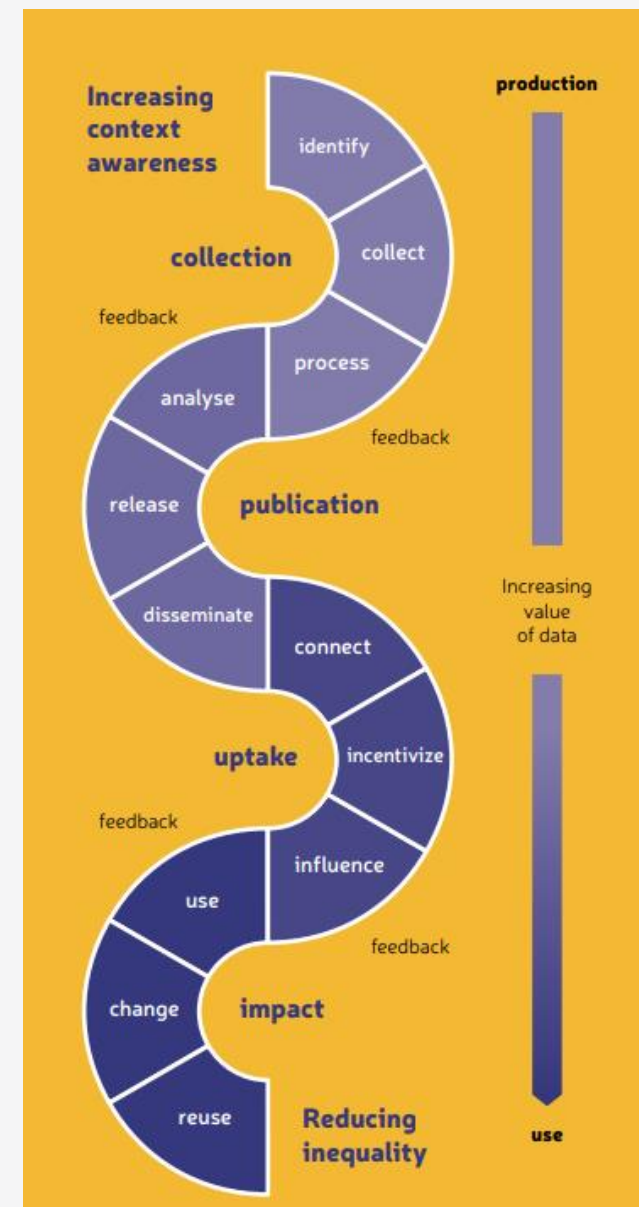 production
Increasing
context
awareness
identify
collection
collect
feedback
process
analyse
feedback
release
publication
Increasing
value
of data
disseminate
connect
uptake
incentivize
feedback
influence
use
feedback
change
impact
reuse
Reducing
inequality
use